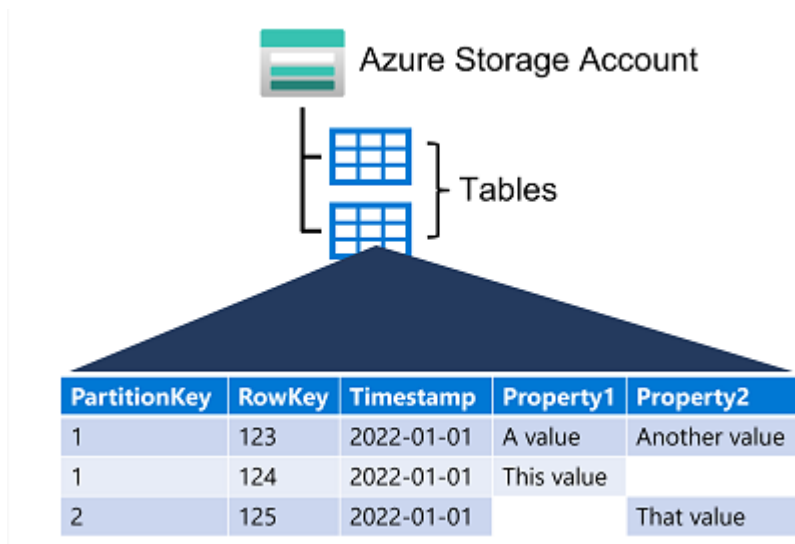 Azure Storage Account
Tables
PartitionKey RowKey Timestamp Property1 Property2
1 123 2022-01-01 A value Another value
1 124 2022-01-01 This value
2 125 2022-01-01 That value